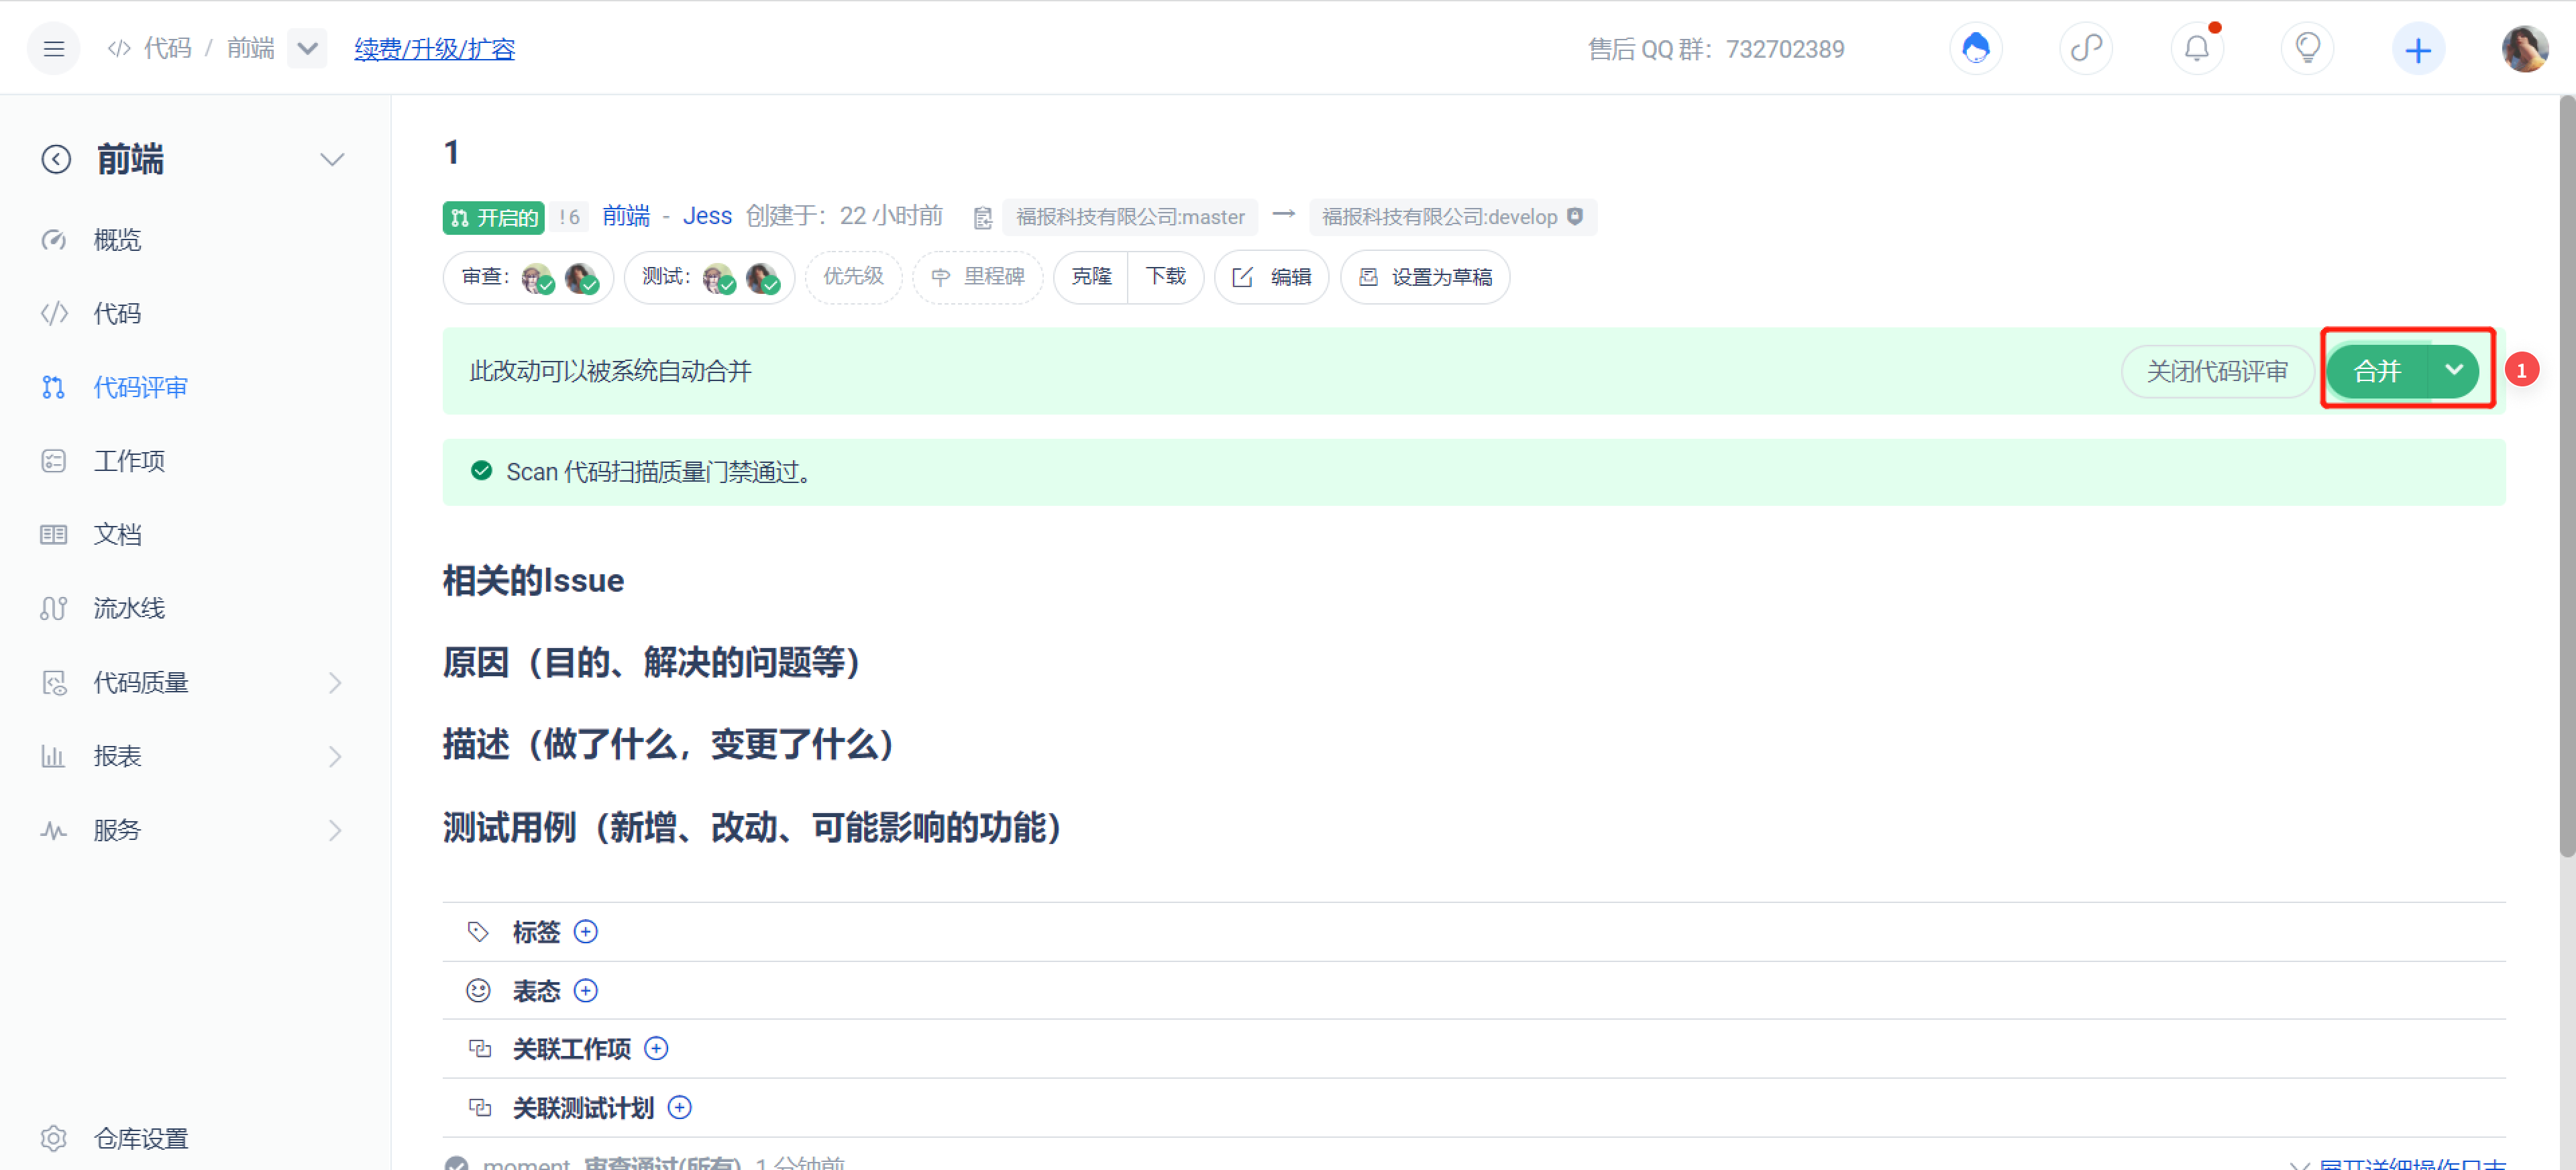 代码 / 前端 续费/升级/扩容 售后 QQ 群：732702389
前端
概览
代码
代码评审
工作项
文档
流水线
代码质量
报表
服务
仓库设置
1
开启的 !6 前端 - Jess 创建于：22 小时前 福报科技有限公司:master → 福报科技有限公司:develop
审查： 测试： 优先级 里程碑 克隆 下载 编辑 设置为草稿
此改动可以被系统自动合并 关闭代码评审 合并 1
Scan 代码扫描质量门禁通过。
相关的Issue
原因（目的、解决的问题等）
描述（做了什么，变更了什么）
测试用例（新增、改动、可能影响的功能）
标签
表态
关联工作项
关联测试计划
moment 审查通过(所有) 1 分钟前 展开详细操作日志